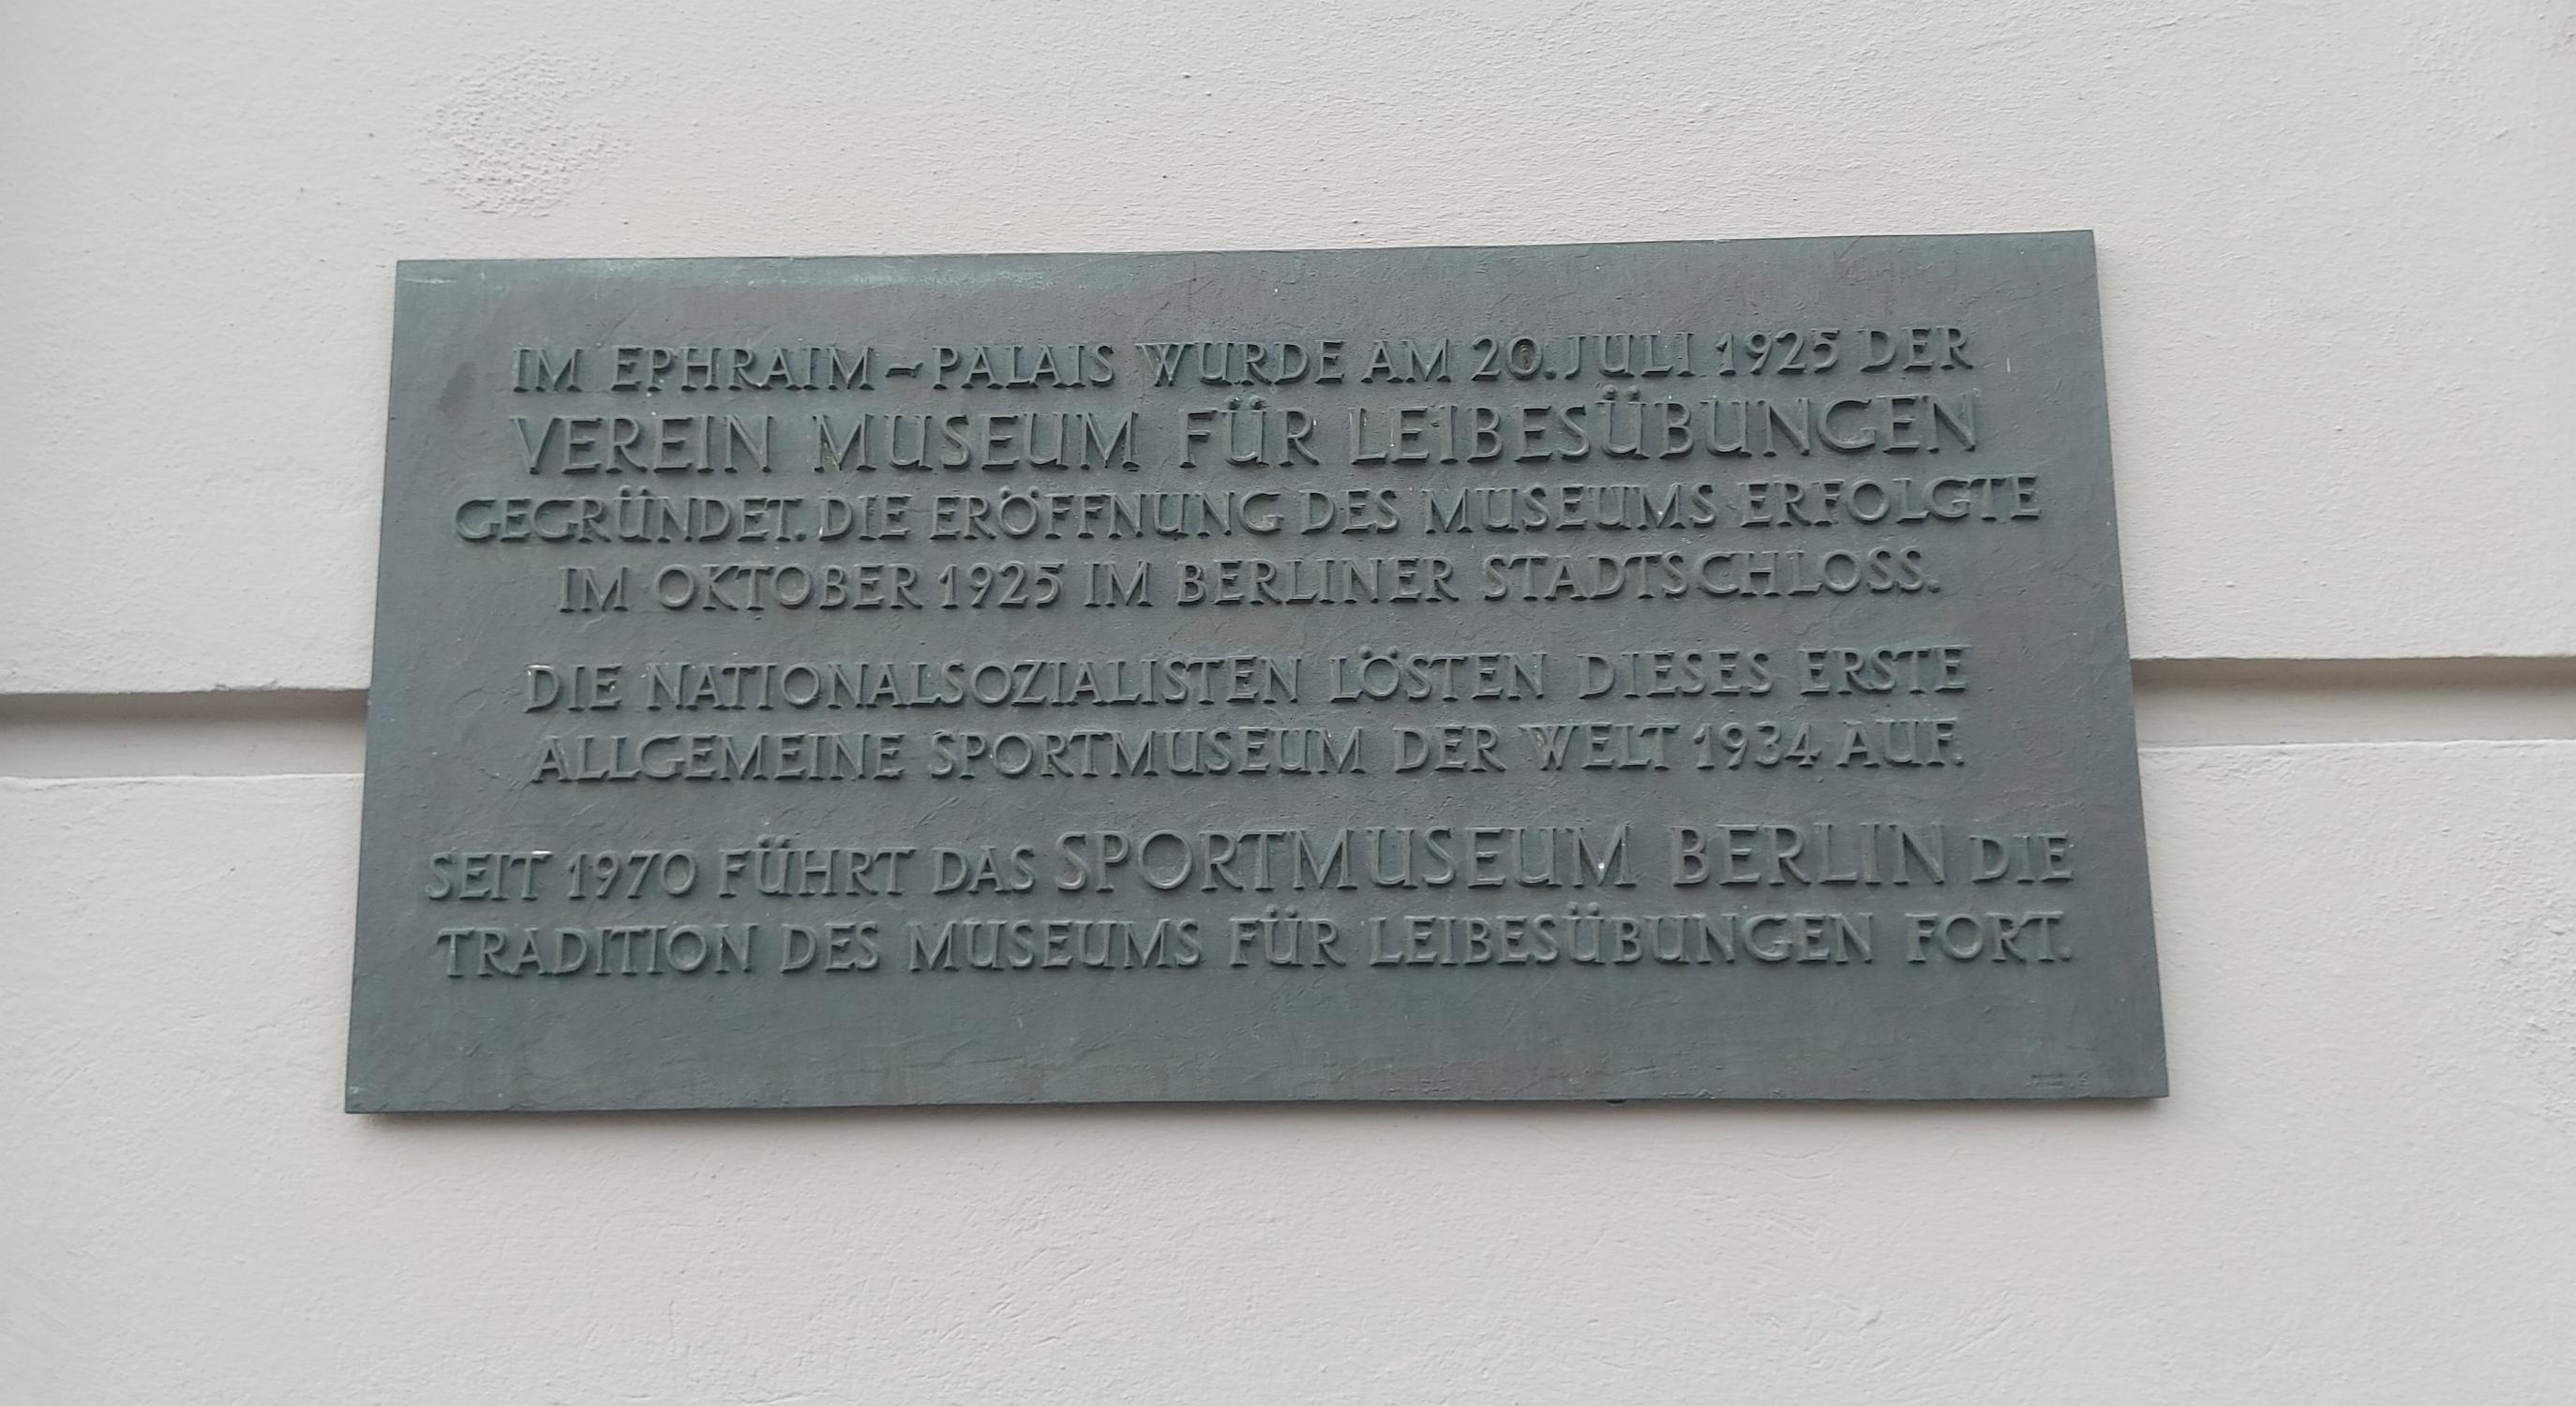 IM EPHRAIM-PALAIS WURDE AM 20. JULI 1925 DER
VEREIN MUSEUM FÜR LEIBESÜBUNGEN
GEGRÜNDET. DIE ERÖFFNUNG DES MUSEUMS ERFOLGTE
IM OKTOBER 1925 IM BERLINER STADTSCHLOSS.
DIE NATIONALSOZIALISTEN LÖSTEN DIESES ERSTE
ALLGEMEINE SPORTMUSEUM DER WELT 1934 AUF.
SEIT 1970 FÜHRT DAS SPORTMUSEUM BERLIN DIE
TRADITION DES MUSEUMS FÜR LEIBESÜBUNGEN FORT.